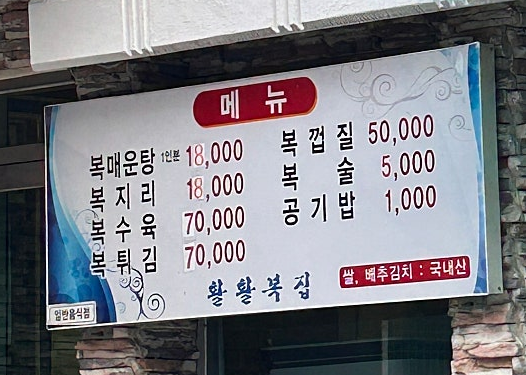 메뉴
복매운탕 1인분 18,000
복지리 18,000
복수육 70,000
복튀김 70,000
복껍질 50,000
복술 5,000
공기밥 1,000
활활복집
쌀, 배추김치 : 국내산
일반음식점